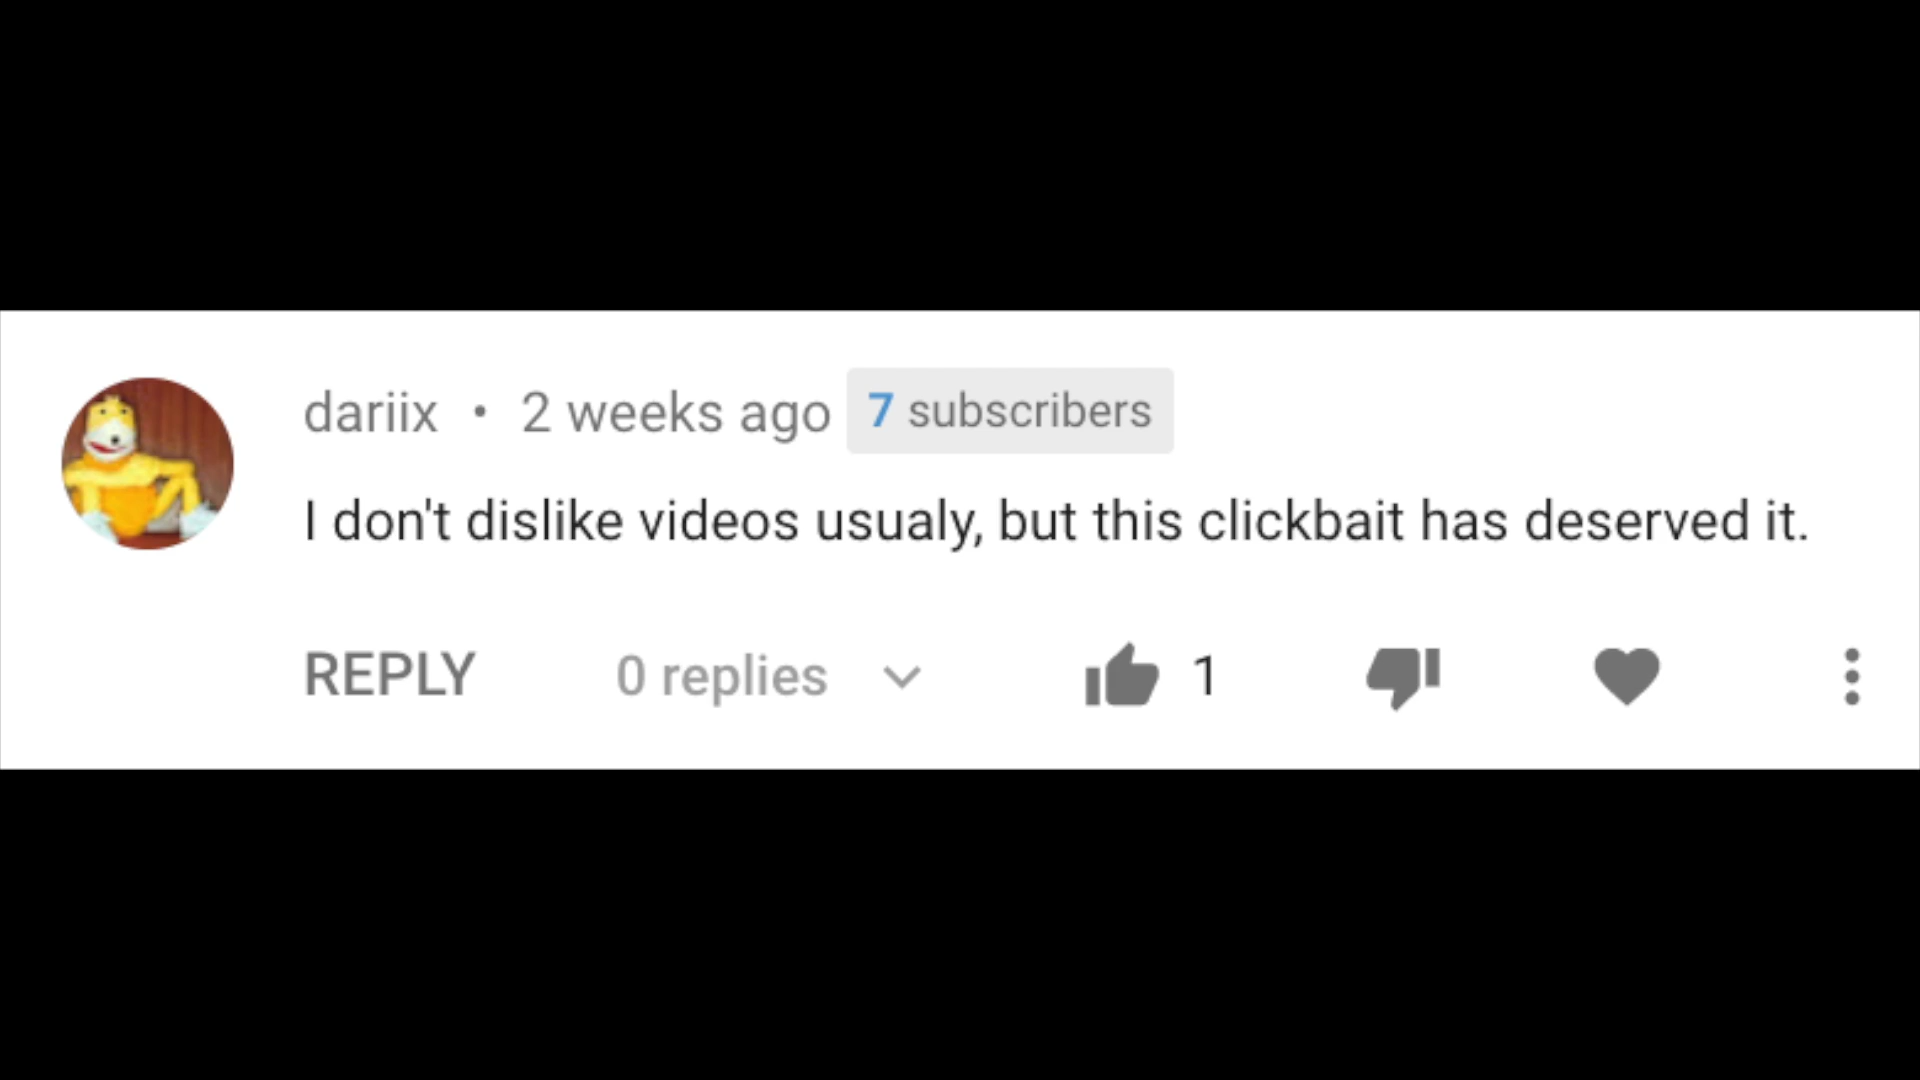 dariix • 2 weeks ago 7 subscribers
I don't dislike videos usualy, but this clickbait has deserved it.
REPLY 0 replies 1